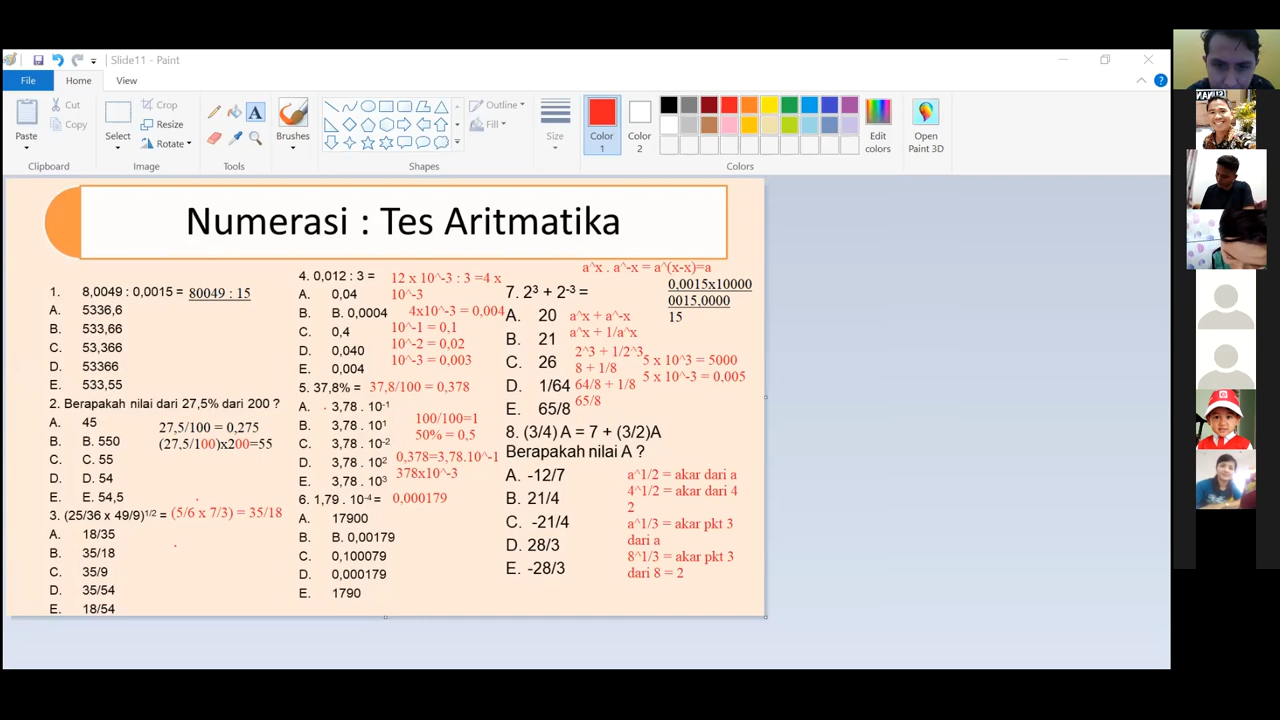 Slide11 - Paint
File
Home
View
Paste
Cut
Copy
Clipboard
Select
Crop
Resize
Rotate
Image
A
Tools
Brushes
Outline
Fill
Shapes
Size
Color 1
Color 2
Edit colors
Open Paint 3D
Colors
Numerasi : Tes Aritmatika
1. 8,0049 : 0,0015 = 80049 : 15
A. 5336,6
B. 533,66
C. 53,366
D. 53366
E. 533,55
2. Berapakah nilai dari 27,5% dari 200 ?
A. 45
B. B. 550
C. C. 55
D. D. 54
E. E. 54,5
27,5/100 = 0,275
(27,5/100)x200=55
3. (25/36 x 49/9)1/2 = (5/6 x 7/3) = 35/18
A. 18/35
B. 35/18
C. 35/9
D. 35/54
E. 18/54
4. 0,012 : 3 =
A. 0,04
B. B. 0,0004
C. 0,4
D. 0,040
E. 0,004
12 x 10^-3 : 3 =4 x
10^-3
4x10^-3 = 0,004
10^-1 = 0,1
10^-2 = 0,02
10^-3 = 0,003
5. 37,8% = 37,8/100 = 0,378
A. 3,78 . 10-1
B. 3,78 . 101
C. 3,78 . 10-2
D. 3,78 . 102
E. 3,78 . 103
100/100=1
50% = 0,5
0,378=3,78.10^-1
378x10^-3
6. 1,79 . 10-4 = 0,000179
A. 17900
B. B. 0,00179
C. 0,100079
D. 0,000179
E. 1790
a^x . a^-x = a^(x-x)=a
7. 23 + 2-3 =
A. 20
B. 21
C. 26
D. 1/64
E. 65/8
0,0015x10000
0015,0000
15
a^x + a^-x
a^x + 1/a^x
2^3 + 1/2^3
8 + 1/8
64/8 + 1/8
65/8
5 x 10^3 = 5000
5 x 10^-3 = 0,005
8. (3/4) A = 7 + (3/2)A
Berapakah nilai A ?
A. -12/7
B. 21/4
C. -21/4
D. 28/3
E. -28/3
a^1/2 = akar dari a
4^1/2 = akar dari 4
2
a^1/3 = akar pkt 3
dari a
8^1/3 = akar pkt 3
dari 8 = 2